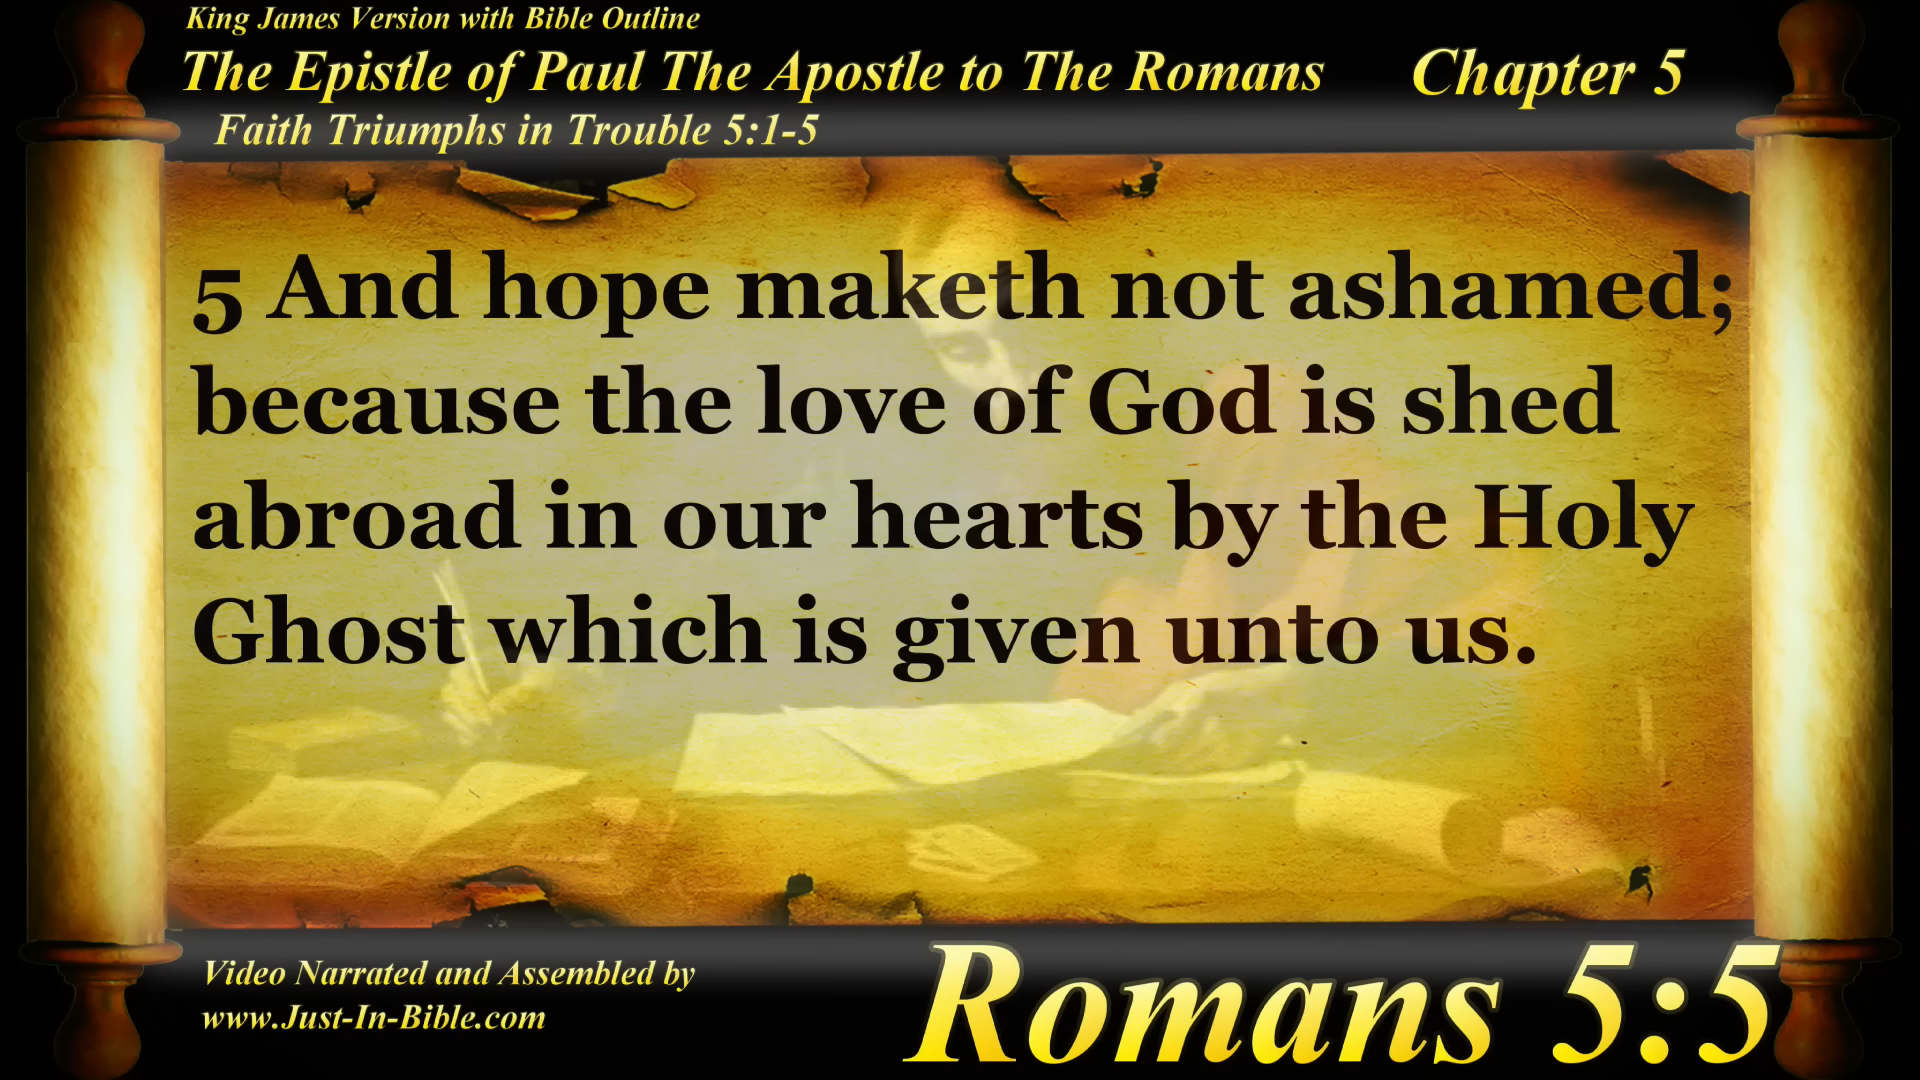 King James Version with Bible Outline
The Epistle of Paul The Apostle to The Romans Chapter 5
Faith Triumphs in Trouble 5:1-5
5 And hope maketh not ashamed;
because the love of God is shed
abroad in our hearts by the Holy
Ghost which is given unto us.
Video Narrated and Assembled by
www.Just-In-Bible.com
Romans 5:5